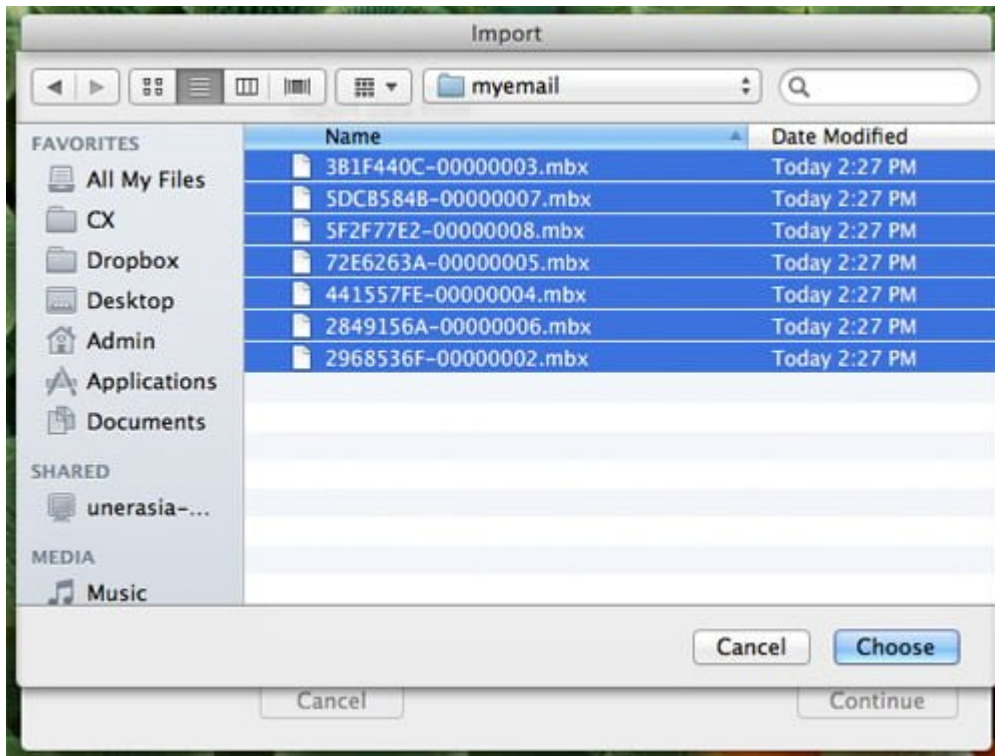 Import
myemail
FAVORITES
All My Files
CX
Dropbox
Desktop
Admin
Applications
Documents
SHARED
unerasia-...
MEDIA
Music
Name Date Modified
3B1F440C-00000003.mbx Today 2:27 PM
5DCB584B-00000007.mbx Today 2:27 PM
5F2F77E2-00000008.mbx Today 2:27 PM
72E6263A-00000005.mbx Today 2:27 PM
441557FE-00000004.mbx Today 2:27 PM
2849156A-00000006.mbx Today 2:27 PM
2968536F-00000002.mbx Today 2:27 PM
Cancel Choose
Cancel Continue